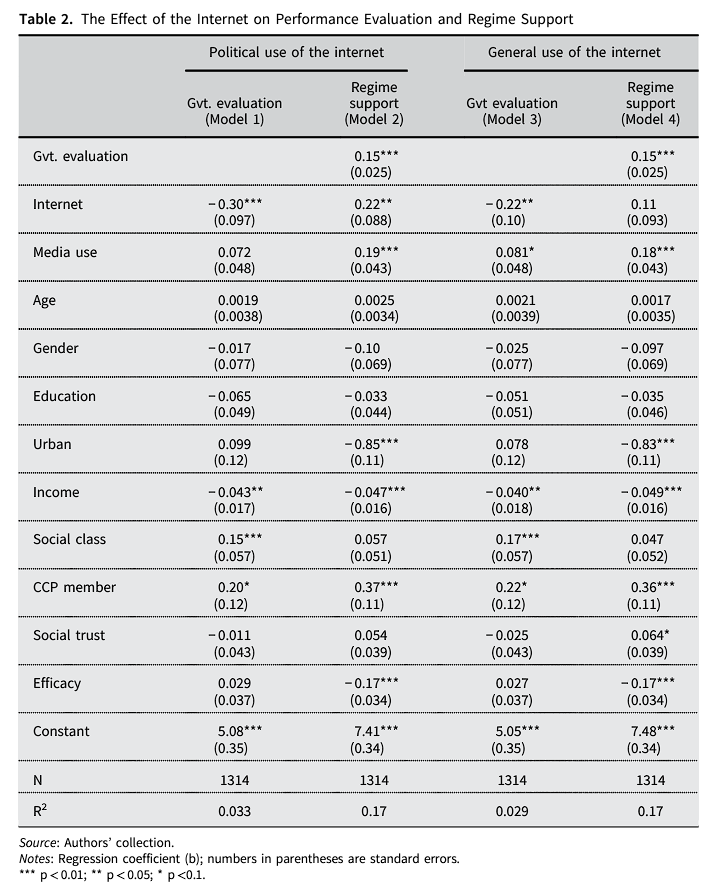 Table 2. The Effect of the Internet on Performance Evaluation and Regime Support
Political use of the internet General use of the internet
Gvt. evaluation (Model 1) Regime support (Model 2) Gvt evaluation (Model 3) Regime support (Model 4)
Gvt. evaluation 0.15*** 0.15***
(0.025) (0.025)
Internet −0.30*** 0.22** −0.22** 0.11
(0.097) (0.088) (0.10) (0.093)
Media use 0.072 0.19*** 0.081* 0.18***
(0.048) (0.043) (0.048) (0.043)
Age 0.0019 0.0025 0.0021 0.0017
(0.0038) (0.0034) (0.0039) (0.0035)
Gender −0.017 −0.10 −0.025 −0.097
(0.077) (0.069) (0.077) (0.069)
Education −0.065 −0.033 −0.051 −0.035
(0.049) (0.044) (0.051) (0.046)
Urban 0.099 −0.85*** 0.078 −0.83***
(0.12) (0.11) (0.12) (0.11)
Income −0.043** −0.047*** −0.040** −0.049***
(0.017) (0.016) (0.018) (0.016)
Social class 0.15*** 0.057 0.17*** 0.047
(0.057) (0.051) (0.057) (0.052)
CCP member 0.20* 0.37*** 0.22* 0.36***
(0.12) (0.11) (0.12) (0.11)
Social trust −0.011 0.054 −0.025 0.064*
(0.043) (0.039) (0.043) (0.039)
Efficacy 0.029 −0.17*** 0.027 −0.17***
(0.037) (0.034) (0.037) (0.034)
Constant 5.08*** 7.41*** 5.05*** 7.48***
(0.35) (0.34) (0.35) (0.34)
N 1314 1314 1314 1314
R² 0.033 0.17 0.029 0.17
Source: Authors' collection.
Notes: Regression coefficient (b); numbers in parentheses are standard errors.
*** p < 0.01; ** p < 0.05; * p <0.1.